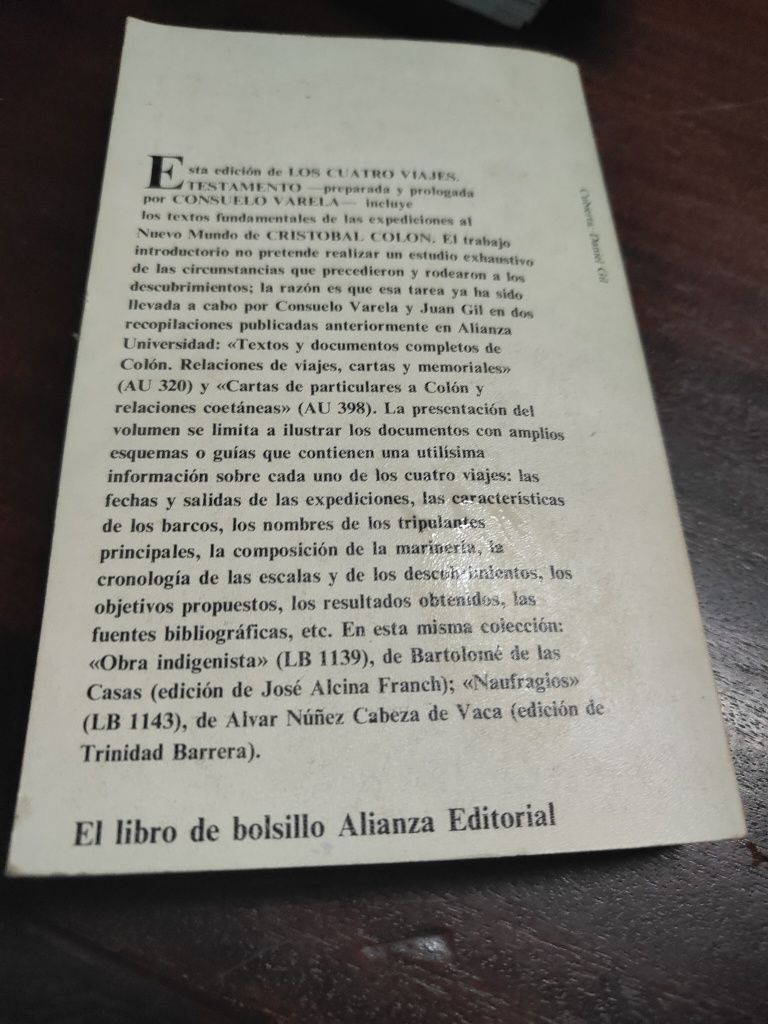 Esta edición de LOS CUATRO VIAJES.
TESTAMENTO —preparada y prologada
por CONSUELO VARELA— incluye
los textos fundamentales de las expediciones al
Nuevo Mundo de CRISTOBAL COLON. El trabajo
introductorio no pretende realizar un estudio exhaustivo
de las circunstancias que precedieron y rodearon a los
descubrimientos; la razón es que esa tarea ya ha sido
llevada a cabo por Consuelo Varela y Juan Gil en dos
recopilaciones publicadas anteriormente en Alianza
Universidad: «Textos y documentos completos de
Colón. Relaciones de viajes, cartas y memoriales»
(AU 320) y «Cartas de particulares a Colón y
relaciones coetáneas» (AU 398). La presentación del
volumen se limita a ilustrar los documentos con amplios
esquemas o guías que contienen una utilísima
información sobre cada uno de los cuatro viajes: las
fechas y salidas de las expediciones, las características
de los barcos, los nombres de los tripulantes
principales, la composición de la marinería, la
cronología de las escalas y de los descubrimientos, los
objetivos propuestos, los resultados obtenidos, las
fuentes bibliográficas, etc. En esta misma colección:
«Obra indigenista» (LB 1139), de Bartolomé de las
Casas (edición de José Alcina Franch); «Naufragios»
(LB 1143), de Alvar Núñez Cabeza de Vaca (edición de
Trinidad Barrera).
El libro de bolsillo Alianza Editorial
Cubierta: Daniel Gil